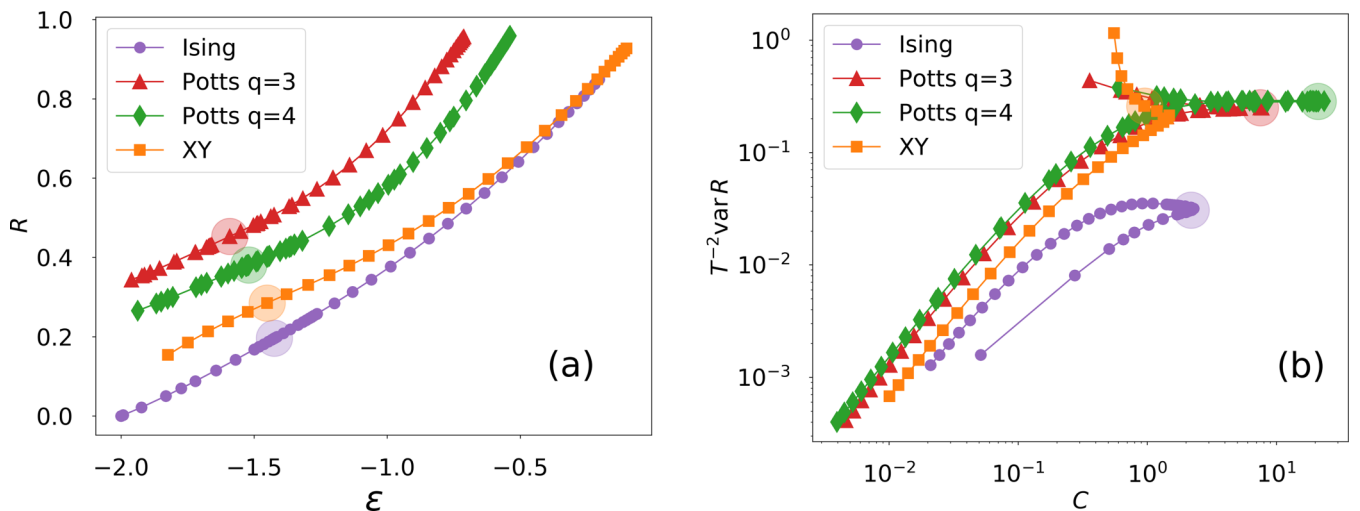 1.0
0.8
0.6
0.4
0.2
0.0
R
Ising
Potts q=3
Potts q=4
XY
(a)
−2.0 −1.5 −1.0 −0.5
ε
10⁰
10⁻¹
10⁻²
10⁻³
T⁻² var R
Ising
Potts q=3
Potts q=4
XY
(b)
10⁻² 10⁻¹ 10⁰ 10¹
C